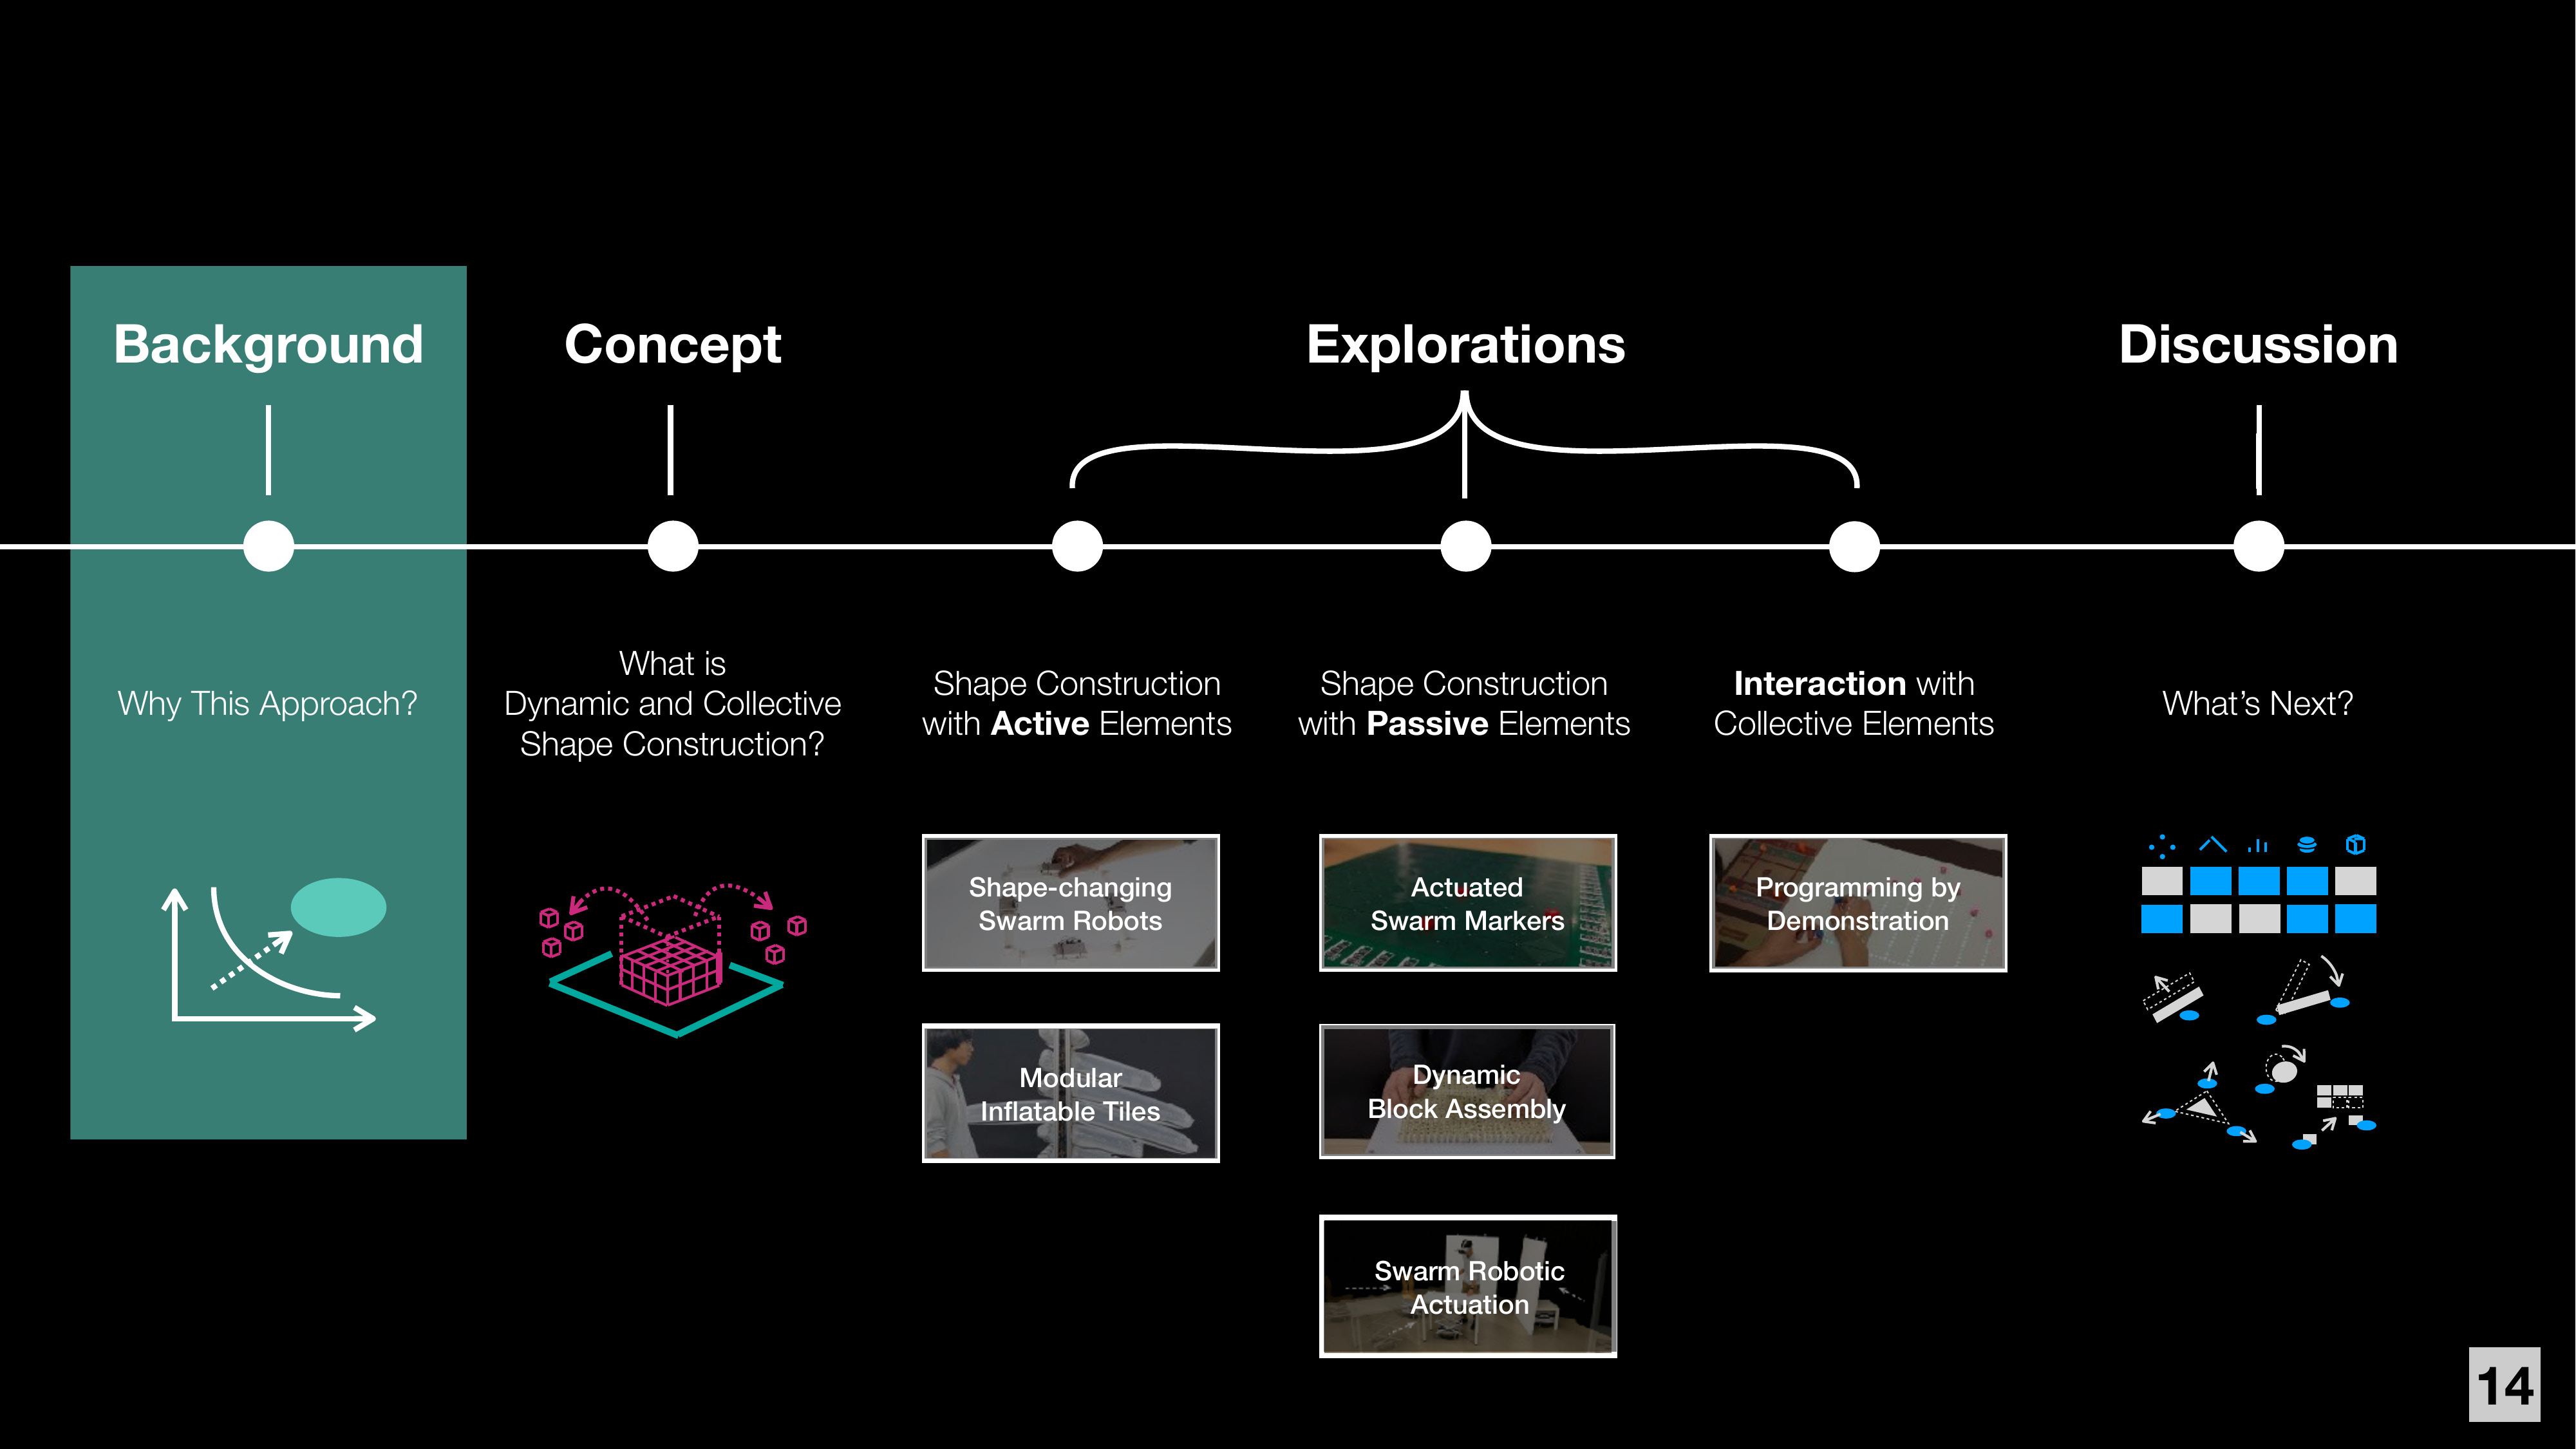 Background
Concept
Explorations
Discussion
Why This Approach?
What is
Dynamic and Collective
Shape Construction?
Shape Construction
with Active Elements
Shape Construction
with Passive Elements
Interaction with
Collective Elements
What’s Next?
Shape-changing
Swarm Robots
Modular
Inflatable Tiles
Actuated
Swarm Markers
Dynamic
Block Assembly
Swarm Robotic
Actuation
Programming by
Demonstration
14